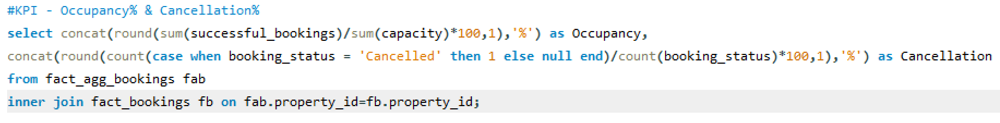 #KPI - Occupancy% & Cancellation%
select concat(round(sum(successful_bookings)/sum(capacity)*100,1),'%') as Occupancy,
concat(round(count(case when booking_status = 'Cancelled' then 1 else null end)/count(booking_status)*100,1),'%') as Cancellation
from fact_agg_bookings fab
inner join fact_bookings fb on fab.property_id=fb.property_id;